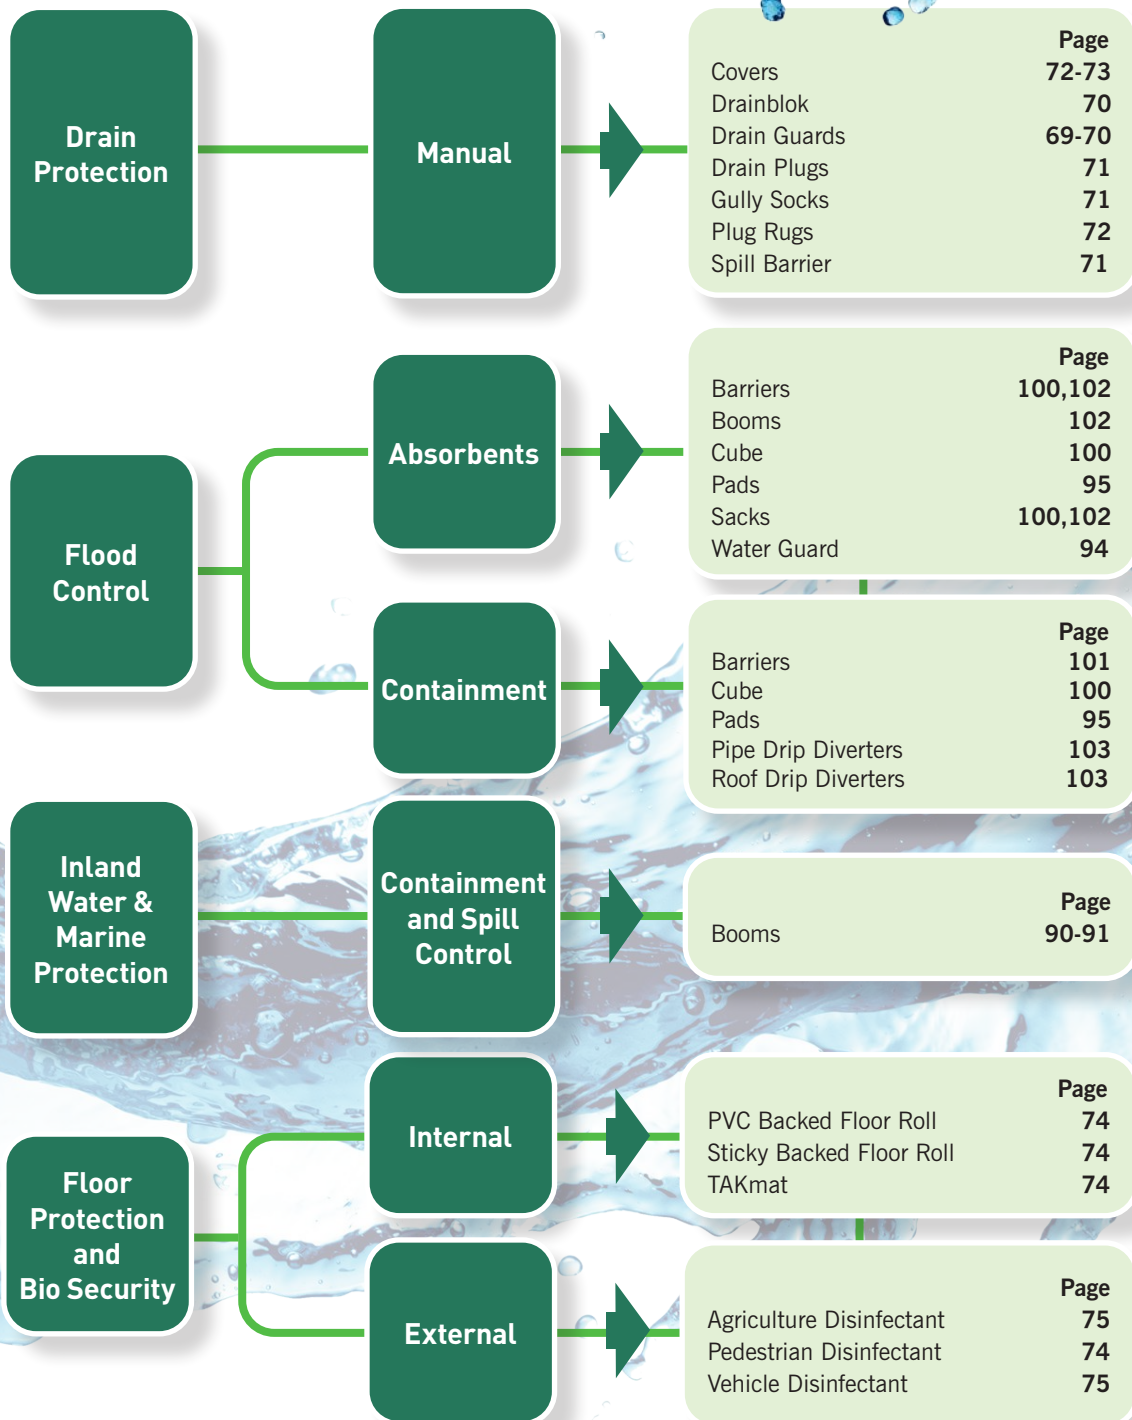 Drain
Protection
Manual
Page
Covers 72-73
Drainblok 70
Drain Guards 69-70
Drain Plugs 71
Gully Socks 71
Plug Rugs 72
Spill Barrier 71
Flood
Control
Absorbents
Page
Barriers 100,102
Booms 102
Cube 100
Pads 95
Sacks 100,102
Water Guard 94
Containment
Page
Barriers 101
Cube 100
Pads 95
Pipe Drip Diverters 103
Roof Drip Diverters 103
Inland
Water &
Marine
Protection
Containment
and Spill
Control
Page
Booms 90-91
Floor
Protection
and
Bio Security
Internal
Page
PVC Backed Floor Roll 74
Sticky Backed Floor Roll 74
TAKmat 74
External
Page
Agriculture Disinfectant 75
Pedestrian Disinfectant 74
Vehicle Disinfectant 75